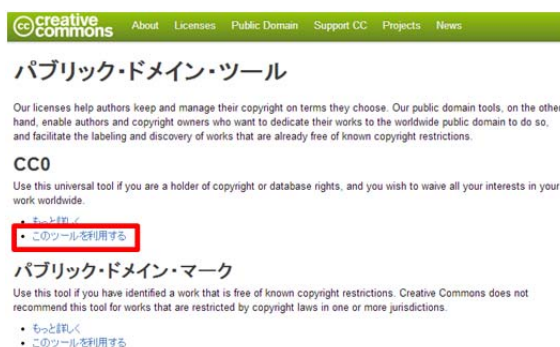 cc creative commons About Licenses Public Domain Support CC Projects News
パブリック・ドメイン・ツール
Our licenses help authors keep and manage their copyright on terms they choose. Our public domain tools, on the other
hand, enable authors and copyright owners who want to dedicate their works to the worldwide public domain to do so,
and facilitate the labeling and discovery of works that are already free of known copyright restrictions.
CC0
Use this universal tool if you are a holder of copyright or database rights, and you wish to waive all your interests in your
work worldwide.
• もっと詳しく
• このツールを利用する
パブリック・ドメイン・マーク
Use this tool if you have identified a work that is free of known copyright restrictions. Creative Commons does not
recommend this tool for works that are restricted by copyright laws in one or more jurisdictions.
• もっと詳しく
• このツールを利用する